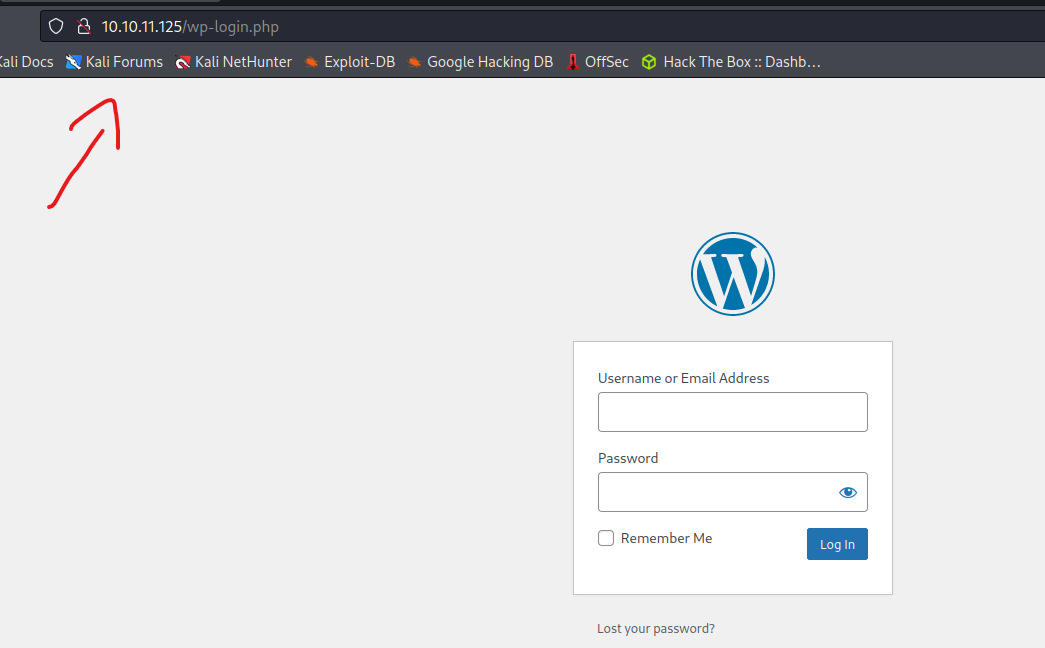 10.10.11.125/wp-login.php
Kali Docs Kali Forums Kali NetHunter Exploit-DB Google Hacking DB OffSec Hack The Box :: Dashb…
Username or Email Address
Password
Remember Me
Log In
Lost your password?